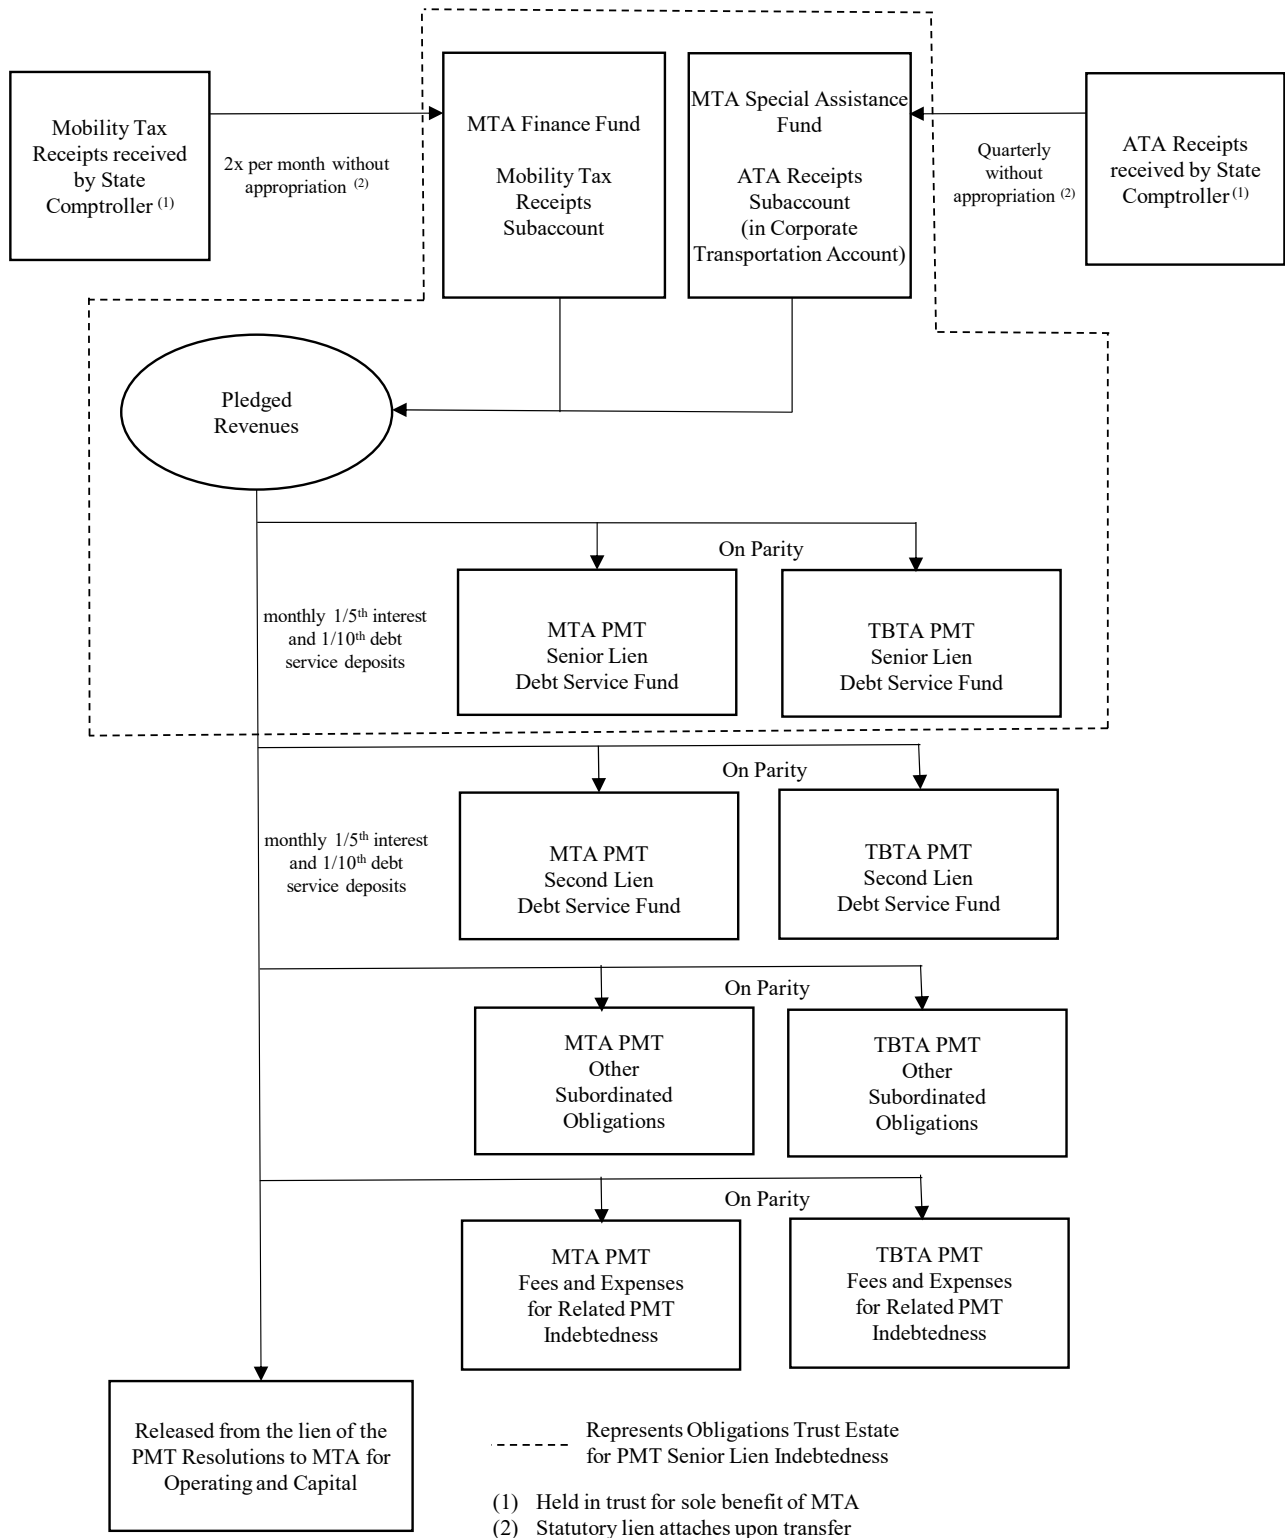 Mobility Tax
Receipts received
by State
Comptroller (1)
2x per month without
appropriation (2)
MTA Finance Fund
Mobility Tax
Receipts
Subaccount
MTA Special Assistance
Fund
ATA Receipts
Subaccount
(in Corporate
Transportation Account)
Quarterly
without
appropriation (2)
ATA Receipts
received by State
Comptroller (1)
Pledged
Revenues
On Parity
monthly 1/5th interest
and 1/10th debt
service deposits
MTA PMT
Senior Lien
Debt Service Fund
TBTA PMT
Senior Lien
Debt Service Fund
On Parity
monthly 1/5th interest
and 1/10th debt
service deposits
MTA PMT
Second Lien
Debt Service Fund
TBTA PMT
Second Lien
Debt Service Fund
On Parity
MTA PMT
Other
Subordinated
Obligations
TBTA PMT
Other
Subordinated
Obligations
On Parity
MTA PMT
Fees and Expenses
for Related PMT
Indebtedness
TBTA PMT
Fees and Expenses
for Related PMT
Indebtedness
Released from the lien of the
PMT Resolutions to MTA for
Operating and Capital
Represents Obligations Trust Estate
for PMT Senior Lien Indebtedness
(1) Held in trust for sole benefit of MTA
(2) Statutory lien attaches upon transfer